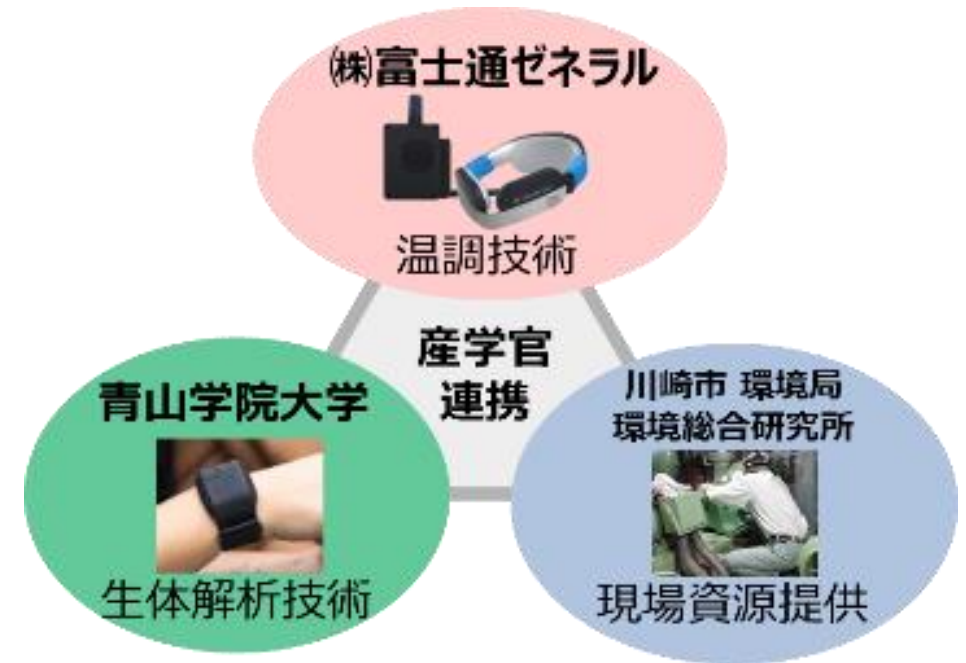 ㈱富士通ゼネラル
温調技術
産学官
連携
青山学院大学
生体解析技術
川崎市 環境局
環境総合研究所
現場資源提供